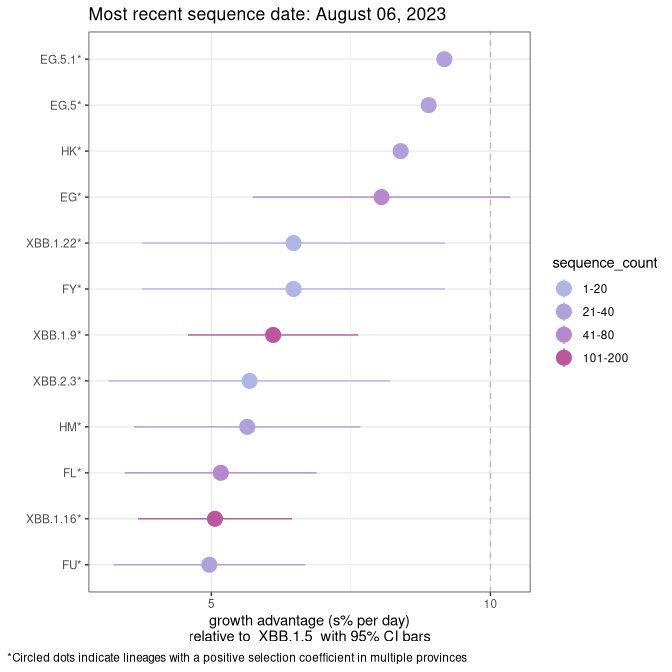 Most recent sequence date: August 06, 2023
EG.5.1*
EG.5*
HK*
EG*
XBB.1.22*
FY*
XBB.1.9*
XBB.2.3*
HM*
FL*
XBB.1.16*
FU*
5
10
growth advantage (s% per day)
relative to  XBB.1.5  with 95% CI bars
sequence_count
1-20
21-40
41-80
101-200
*Circled dots indicate lineages with a positive selection coefficient in multiple provinces